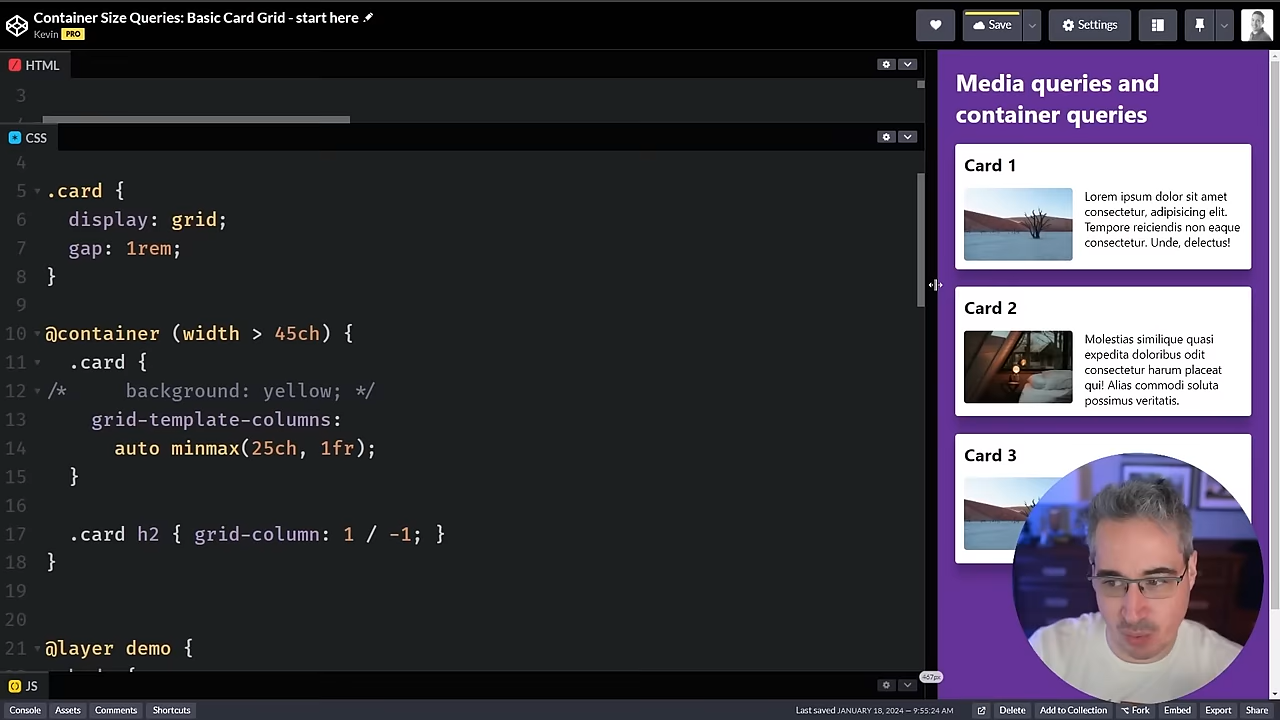 Container Size Queries: Basic Card Grid - start here
Kevin PRO
Save
Settings
HTML
3
CSS
4
5 .card {
6 display: grid;
7 gap: 1rem;
8 }
9
10 @container (width > 45ch) {
11 .card {
12 /* background: yellow; */
13 grid-template-columns:
14 auto minmax(25ch, 1fr);
15 }
16
17 .card h2 { grid-column: 1 / -1; }
18 }
19
20
21 @layer demo {
JS
Media queries and
container queries
Card 1
Lorem ipsum dolor sit amet
consectetur, adipisicing elit.
Tempore reiciendis non eaque
consectetur. Unde, delectus!
Card 2
Molestias similique quasi
expedita doloribus odit
consectetur harum placeat
qui! Alias commodi soluta
possimus veritatis.
Card 3
467px
Console Assets Comments Shortcuts
Last saved JANUARY 18, 2024 — 9:55:24 AM
Delete Add to Collection Fork Embed Export Share